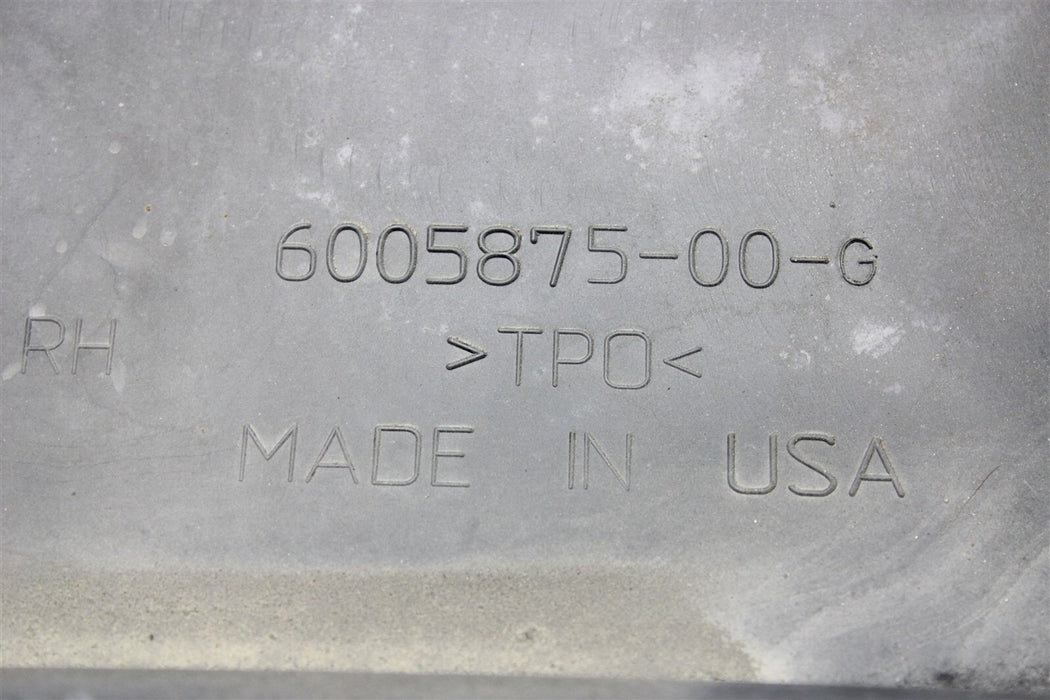 6005875-00-G
RH >TPO<
MADE IN USA